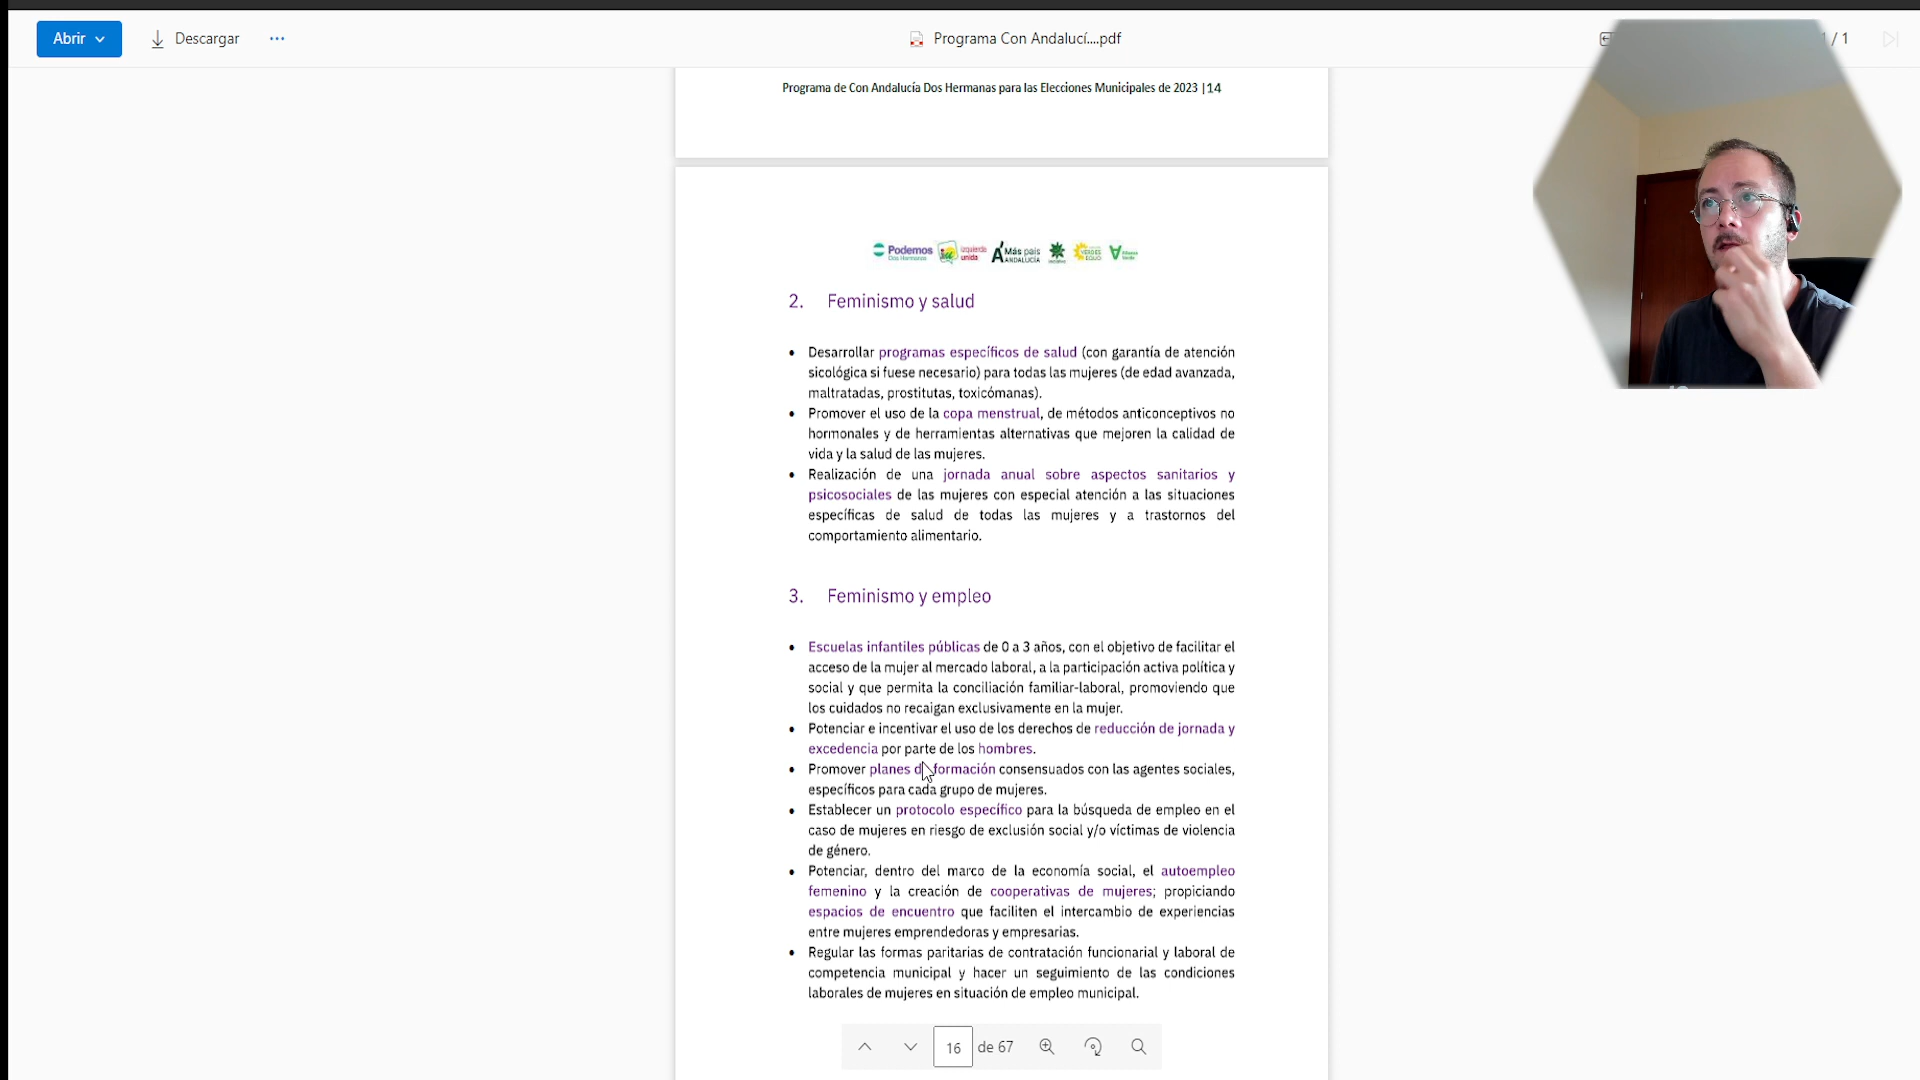 Abrir
Descargar
Programa Con Andalucí....pdf
/ 1
Programa de Con Andalucía Dos Hermanas para las Elecciones Municipales de 2023 |14
Podemos
Dos Hermanas
izquierda
unida
Más país
ANDALUCÍA
VERDES
EQUO
2. Feminismo y salud
• Desarrollar programas específicos de salud (con garantía de atención
sicológica si fuese necesario) para todas las mujeres (de edad avanzada,
maltratadas, prostitutas, toxicómanas).
• Promover el uso de la copa menstrual, de métodos anticonceptivos no
hormonales y de herramientas alternativas que mejoren la calidad de
vida y la salud de las mujeres.
• Realización de una jornada anual sobre aspectos sanitarios y
psicosociales de las mujeres con especial atención a las situaciones
específicas de salud de todas las mujeres y a trastornos del
comportamiento alimentario.
3. Feminismo y empleo
• Escuelas infantiles públicas de 0 a 3 años, con el objetivo de facilitar el
acceso de la mujer al mercado laboral, a la participación activa política y
social y que permita la conciliación familiar-laboral, promoviendo que
los cuidados no recaigan exclusivamente en la mujer.
• Potenciar e incentivar el uso de los derechos de reducción de jornada y
excedencia por parte de los hombres.
• Promover planes de formación consensuados con las agentes sociales,
específicos para cada grupo de mujeres.
• Establecer un protocolo específico para la búsqueda de empleo en el
caso de mujeres en riesgo de exclusión social y/o víctimas de violencia
de género.
• Potenciar, dentro del marco de la economía social, el autoempleo
femenino y la creación de cooperativas de mujeres; propiciando
espacios de encuentro que faciliten el intercambio de experiencias
entre mujeres emprendedoras y empresarias.
• Regular las formas paritarias de contratación funcionarial y laboral de
competencia municipal y hacer un seguimiento de las condiciones
laborales de mujeres en situación de empleo municipal.
16 de 67